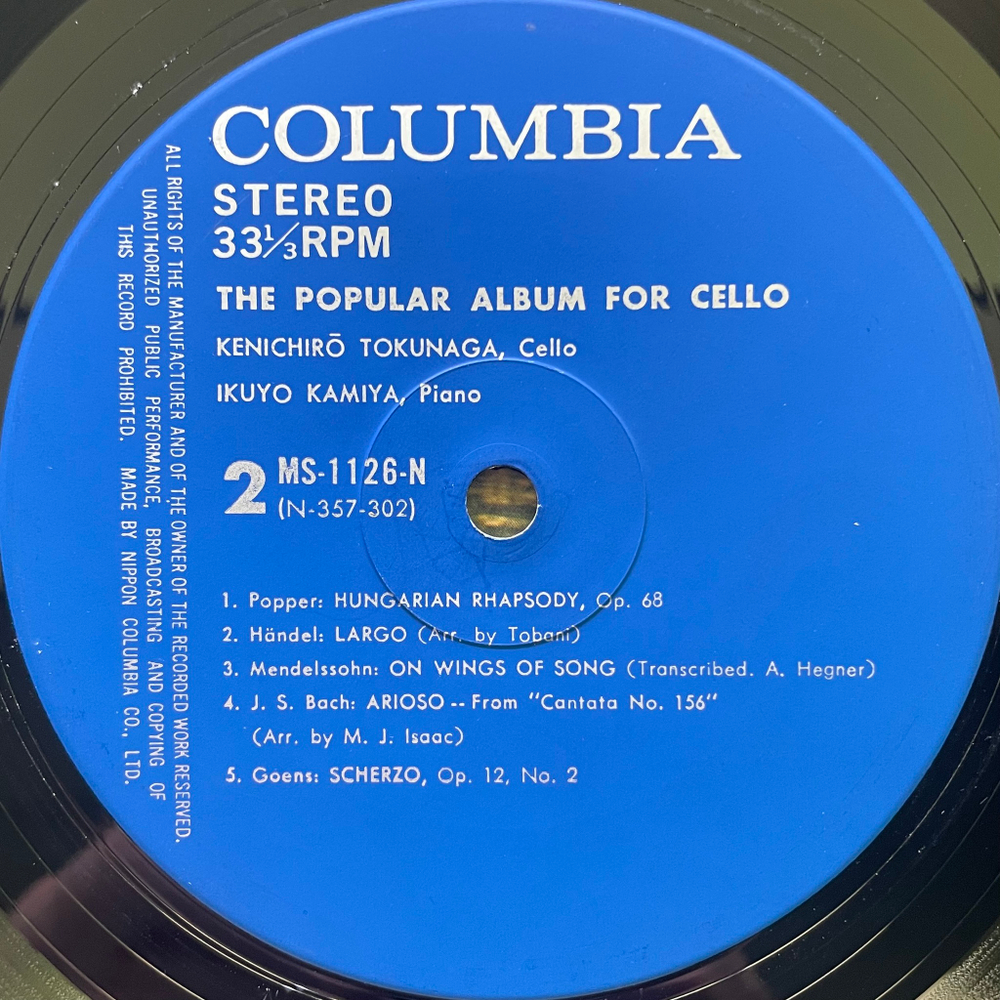 COLUMBIA
STEREO
33⅓RPM
THE POPULAR ALBUM FOR CELLO
KENICHIRŌ TOKUNAGA, Cello
IKUYO KAMIYA, Piano
2 MS-1126-N
(N-357-302)
1. Popper: HUNGARIAN RHAPSODY, Op. 68
2. Händel: LARGO (Arr. by Tobani)
3. Mendelssohn: ON WINGS OF SONG (Transcribed. A. Hegner)
4. J. S. Bach: ARIOSO -- From "Cantata No. 156"
(Arr. by M. J. Isaac)
5. Goens: SCHERZO, Op. 12, No. 2
ALL RIGHTS OF THE MANUFACTURER AND OF THE OWNER OF THE RECORDED WORK RESERVED.
UNAUTHORIZED PUBLIC PERFORMANCE, BROADCASTING AND COPYING OF
THIS RECORD PROHIBITED. MADE BY NIPPON COLUMBIA CO., LTD.